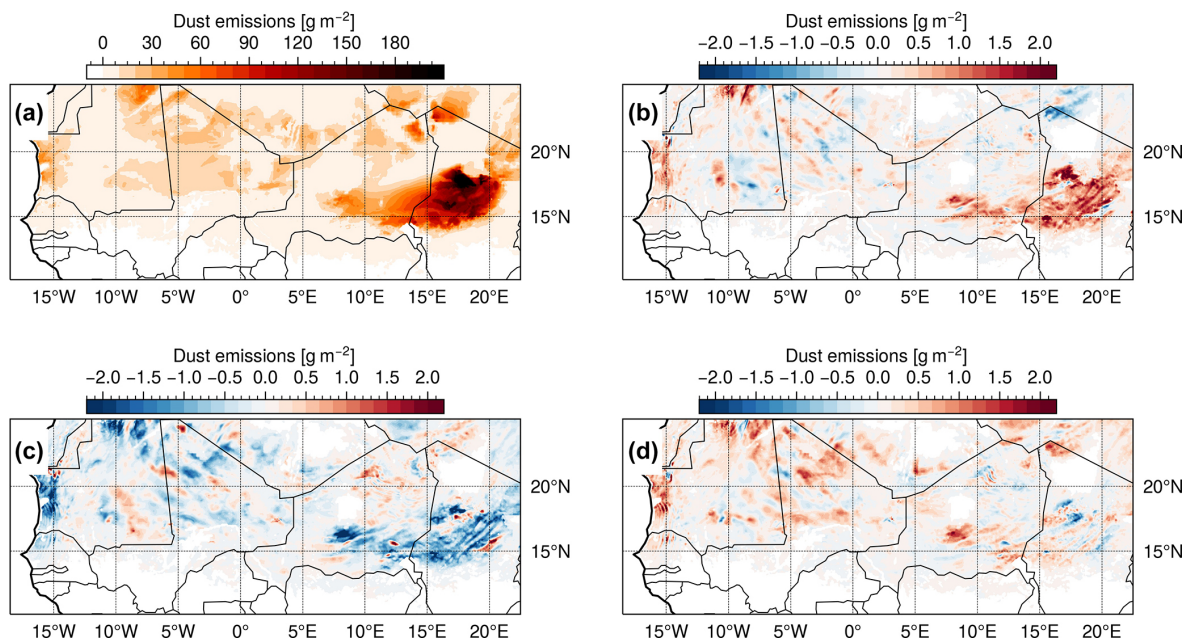 Dust emissions [g m⁻²]
0 30 60 90 120 150 180
(a)
20°N
15°N
15°W 10°W 5°W 0° 5°E 10°E 15°E 20°E
Dust emissions [g m⁻²]
−2.0 −1.5 −1.0 −0.5 0.0 0.5 1.0 1.5 2.0
(b)
20°N
15°N
15°W 10°W 5°W 0° 5°E 10°E 15°E 20°E
Dust emissions [g m⁻²]
−2.0 −1.5 −1.0 −0.5 0.0 0.5 1.0 1.5 2.0
(c)
20°N
15°N
15°W 10°W 5°W 0° 5°E 10°E 15°E 20°E
Dust emissions [g m⁻²]
−2.0 −1.5 −1.0 −0.5 0.0 0.5 1.0 1.5 2.0
(d)
20°N
15°N
15°W 10°W 5°W 0° 5°E 10°E 15°E 20°E